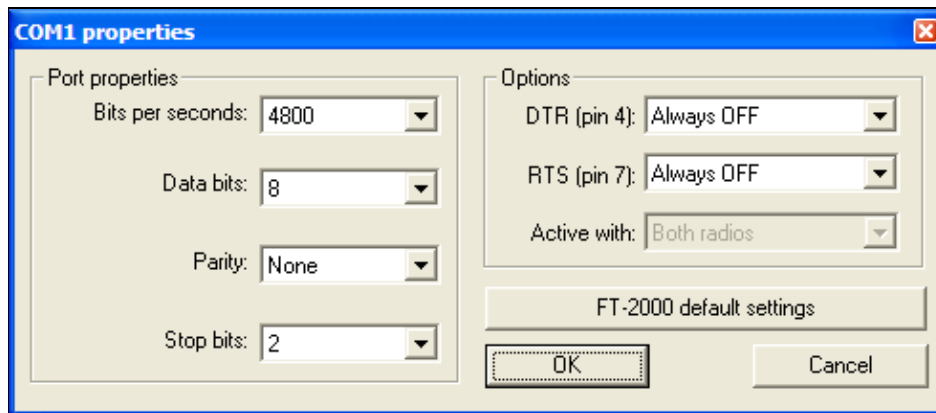 COM1 properties
Port properties
Bits per seconds: 4800
Data bits: 8
Parity: None
Stop bits: 2
Options
DTR (pin 4): Always OFF
RTS (pin 7): Always OFF
Active with: Both radios
FT-2000 default settings
OK Cancel